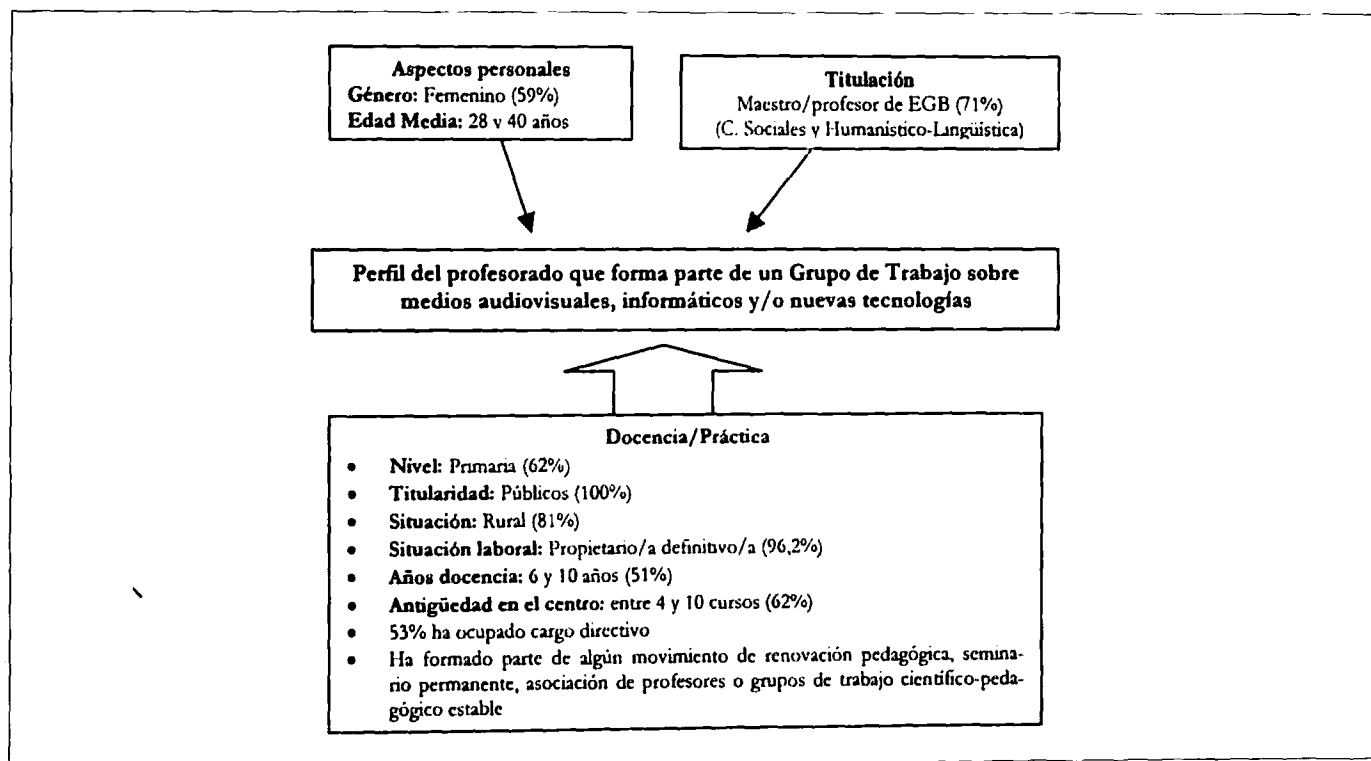 Aspectos personales
Género: Femenino (59%)
Edad Media: 28 y 40 años
Titulación
Maestro/profesor de EGB (71%)
(C. Sociales y Humanístico-Lingüística)
Perfil del profesorado que forma parte de un Grupo de Trabajo sobre
medios audiovisuales, informáticos y/o nuevas tecnologías
Docencia/Práctica
• Nivel: Primaria (62%)
• Titularidad: Públicos (100%)
• Situación: Rural (81%)
• Situación laboral: Propietario/a definitivo/a (96,2%)
• Años docencia: 6 y 10 años (51%)
• Antigüedad en el centro: entre 4 y 10 cursos (62%)
• 53% ha ocupado cargo directivo
• Ha formado parte de algún movimiento de renovación pedagógica, semina-
rio permanente, asociación de profesores o grupos de trabajo científico-peda-
gógico estable